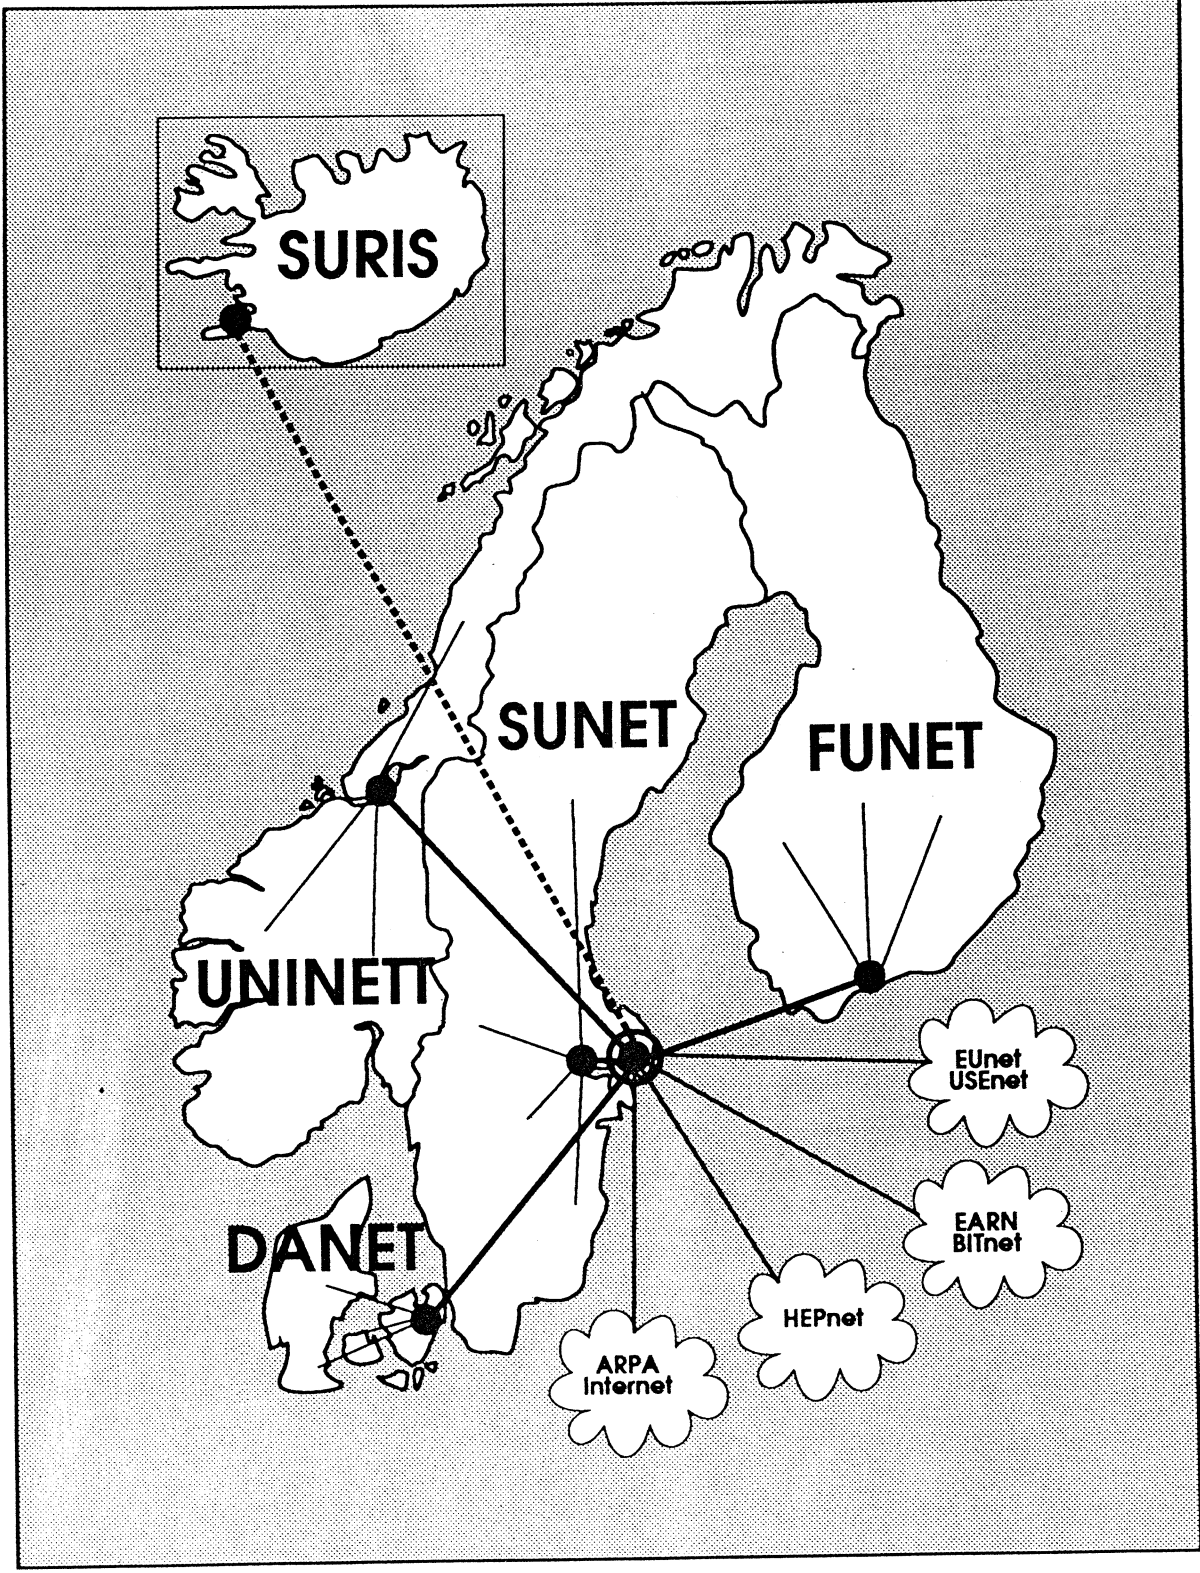 SURIS
SUNET
FUNET
UNINETT
EUnet
USEnet
DANET
EARN
BITnet
HEPnet
ARPA
Internet